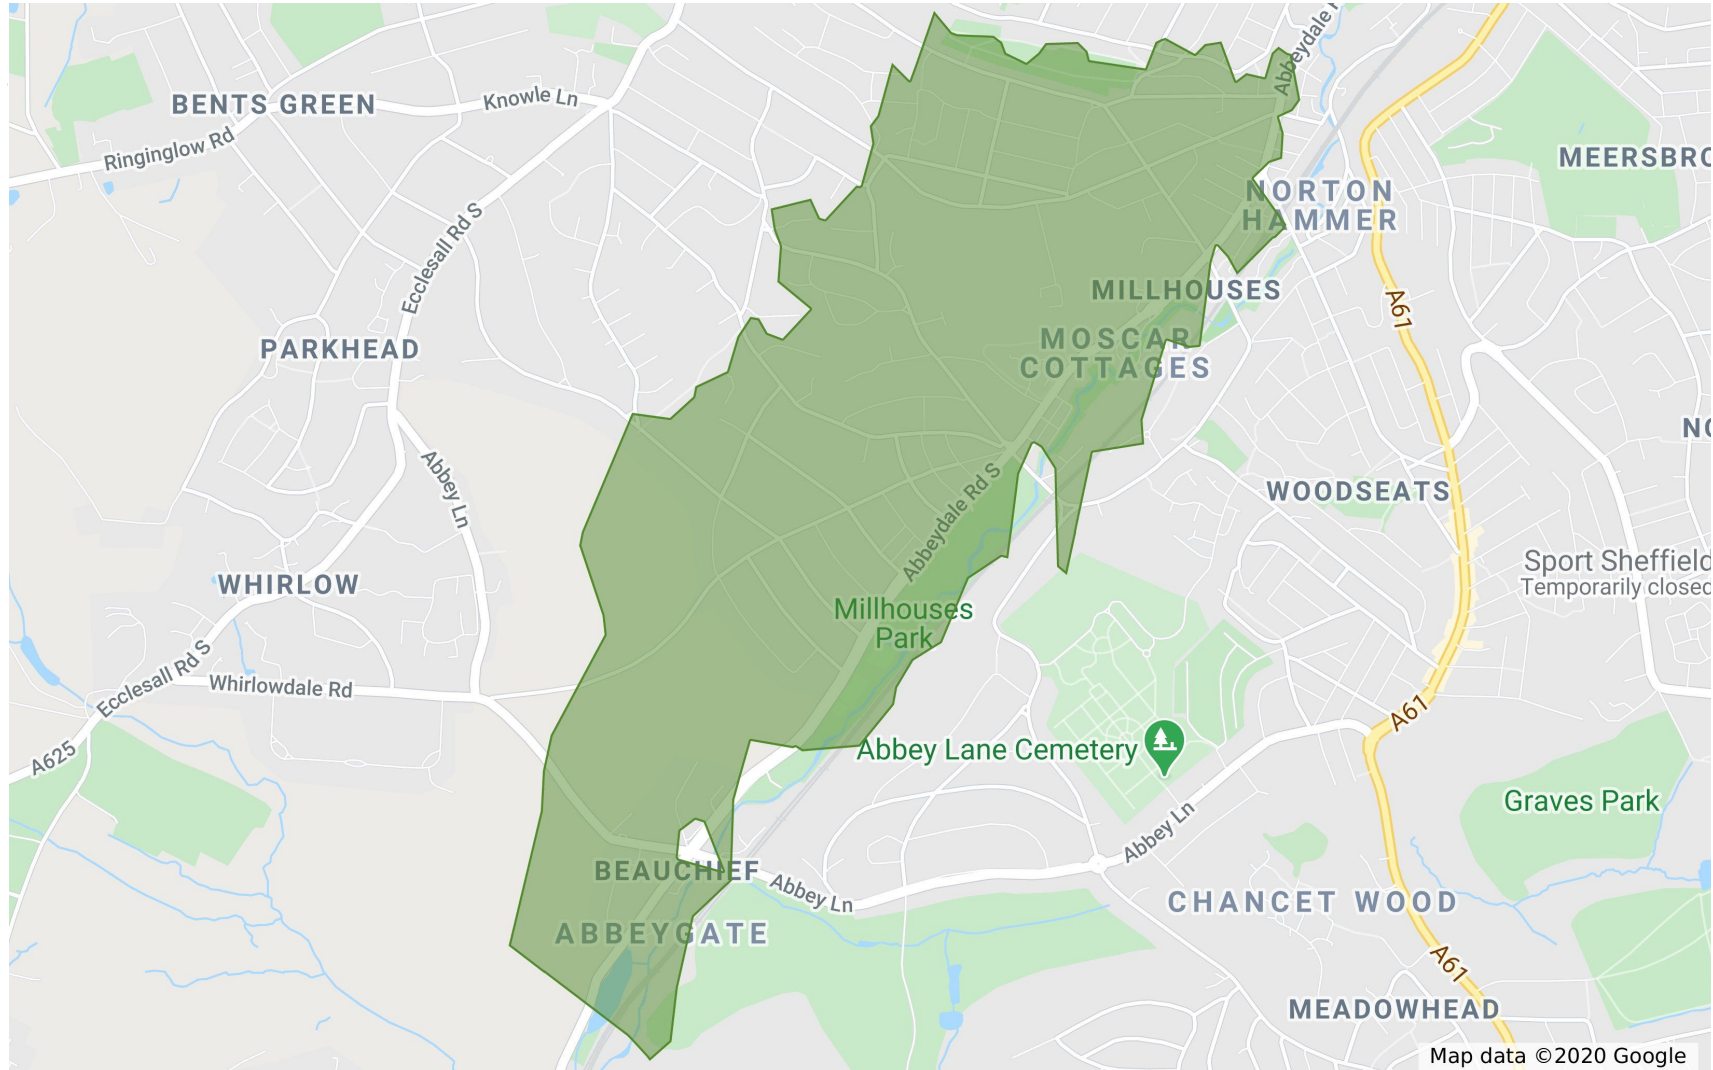 Abbeydale R
BENTS GREEN
Knowle Ln
Ringinglow Rd
MEERSBRO
NORTON
HAMMER
Ecclesall Rd S
MILLHOUSES
A61
MOSCAR
COTTAGES
PARKHEAD
NO
Abbey Ln
Abbeydale Rd S
WOODSEATS
Sport Sheffield
Temporarily closed
WHIRLOW
Millhouses
Park
Ecclesall Rd S
Whirlowdale Rd
A61
A625
Abbey Lane Cemetery
Graves Park
Abbey Ln
BEAUCHIEF
Abbey Ln
CHANCET WOOD
ABBEYGATE
A61
MEADOWHEAD
Map data ©2020 Google